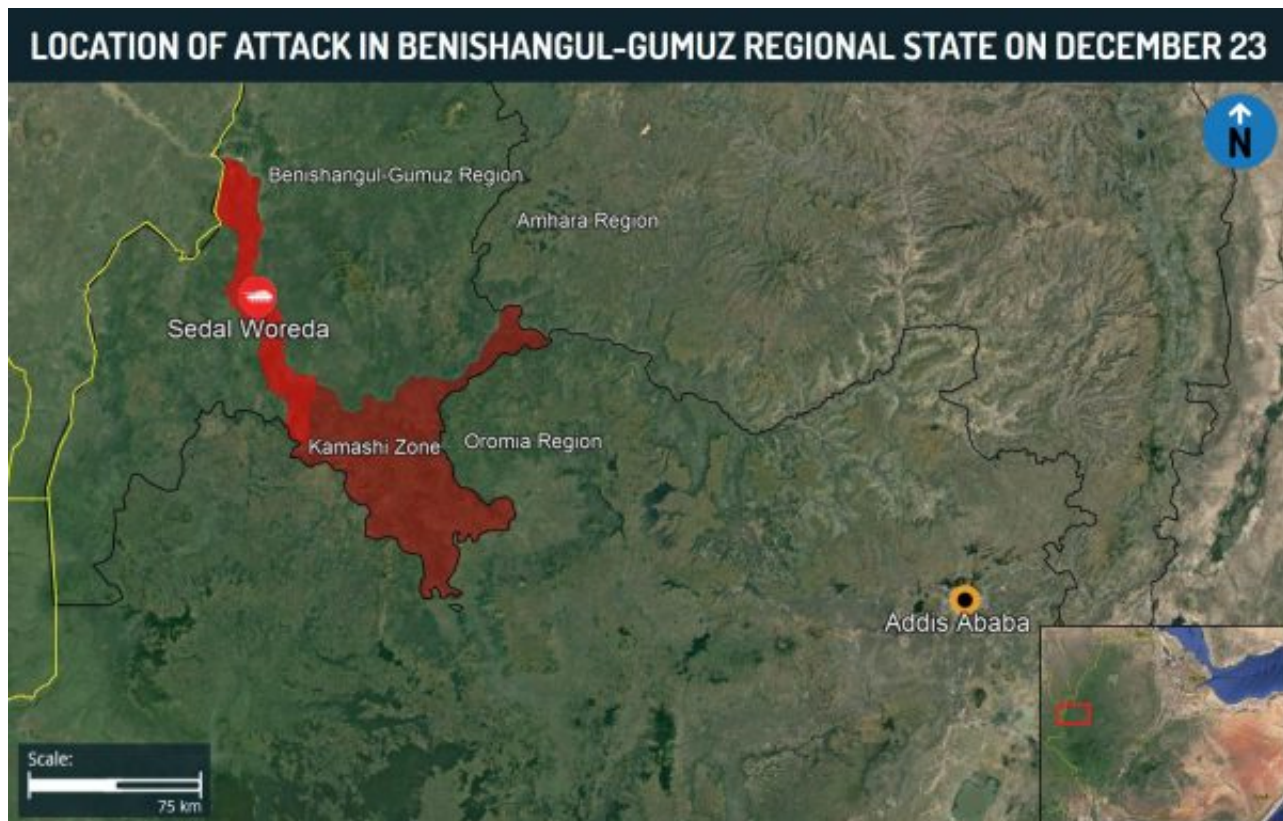 LOCATION OF ATTACK IN BENISHANGUL-GUMUZ REGIONAL STATE ON DECEMBER 23
N
Benishangul-Gumuz Region
Amhara Region
Sedal Woreda
Kamashi Zone
Oromia Region
Addis Ababa
Scale:
75 km